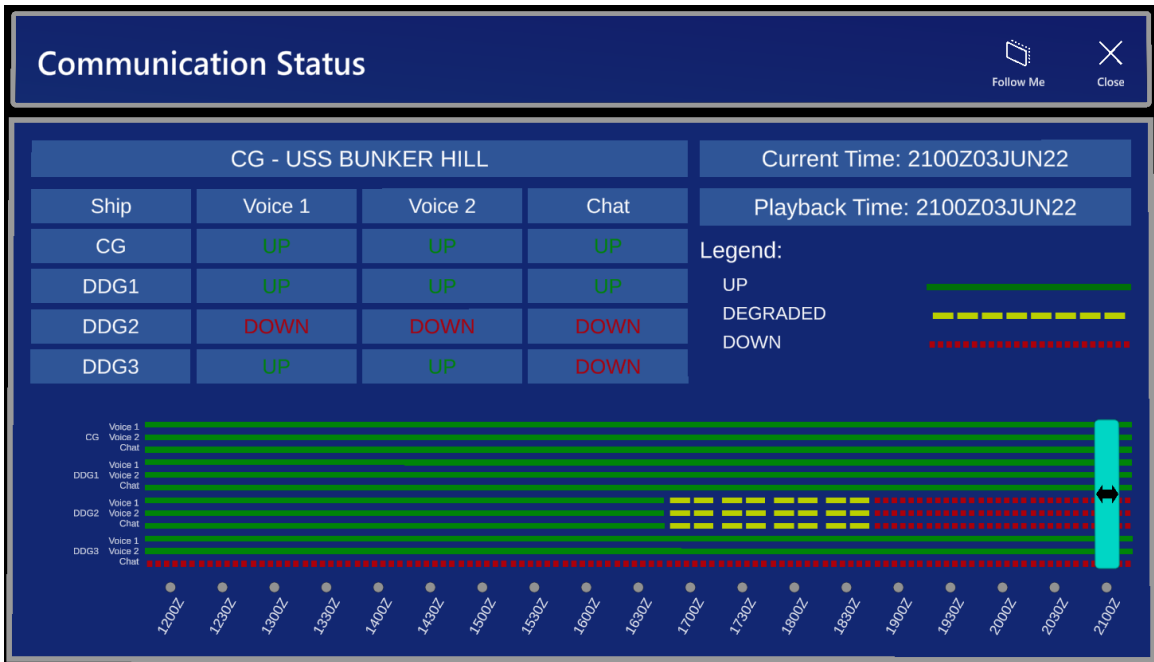 Communication Status
Follow Me
Close
CG - USS BUNKER HILL
Current Time: 2100Z03JUN22
Ship Voice 1 Voice 2 Chat
Playback Time: 2100Z03JUN22
CG UP UP UP
DDG1 UP UP UP
DDG2 DOWN DOWN DOWN
DDG3 UP UP DOWN
Legend:
UP
DEGRADED
DOWN
Voice 1
CG Voice 2
Chat
Voice 1
DDG1 Voice 2
Chat
Voice 1
DDG2 Voice 2
Chat
Voice 1
DDG3 Voice 2
Chat
1200Z 1230Z 1300Z 1330Z 1400Z 1430Z 1500Z 1530Z 1600Z 1630Z 1700Z 1730Z 1800Z 1830Z 1900Z 1930Z 2000Z 2030Z 2100Z